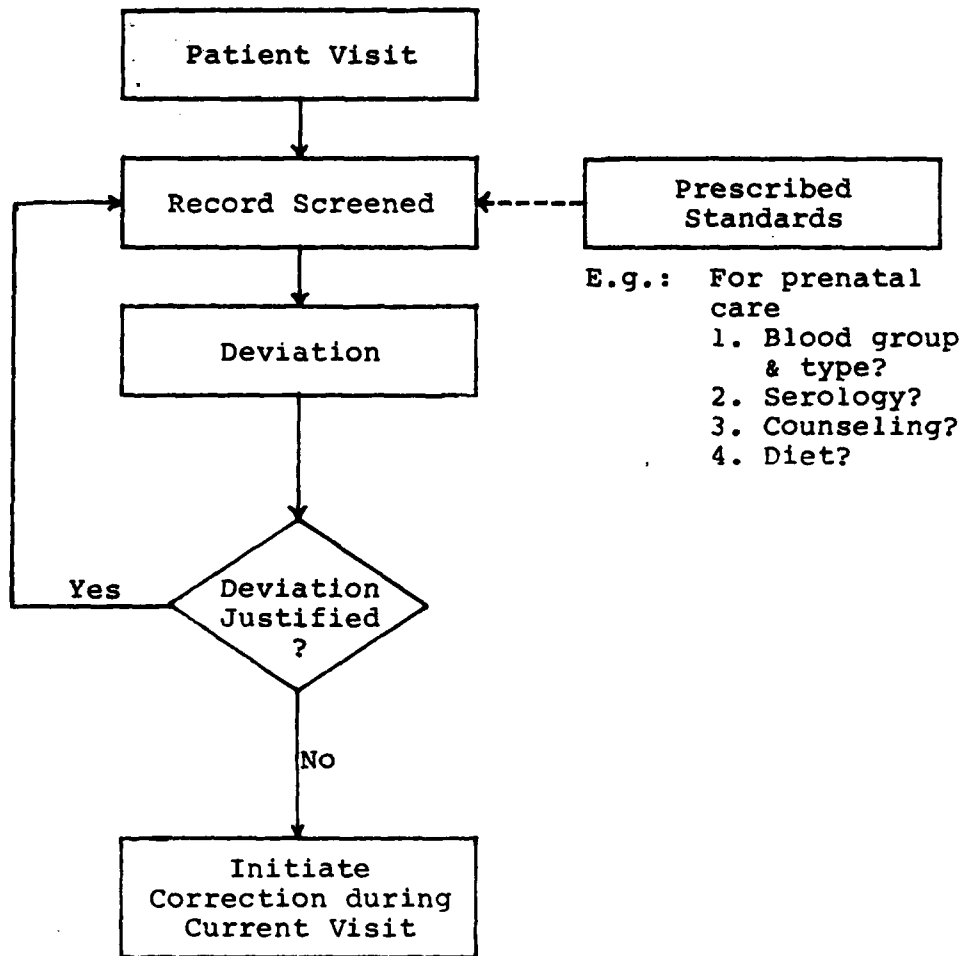 Patient Visit
Record Screened
Prescribed
Standards
E.g.: For prenatal
care
1. Blood group
& type?
2. Serology?
3. Counseling?
4. Diet?
Deviation
Yes
Deviation
Justified
?
No
Initiate
Correction during
Current Visit